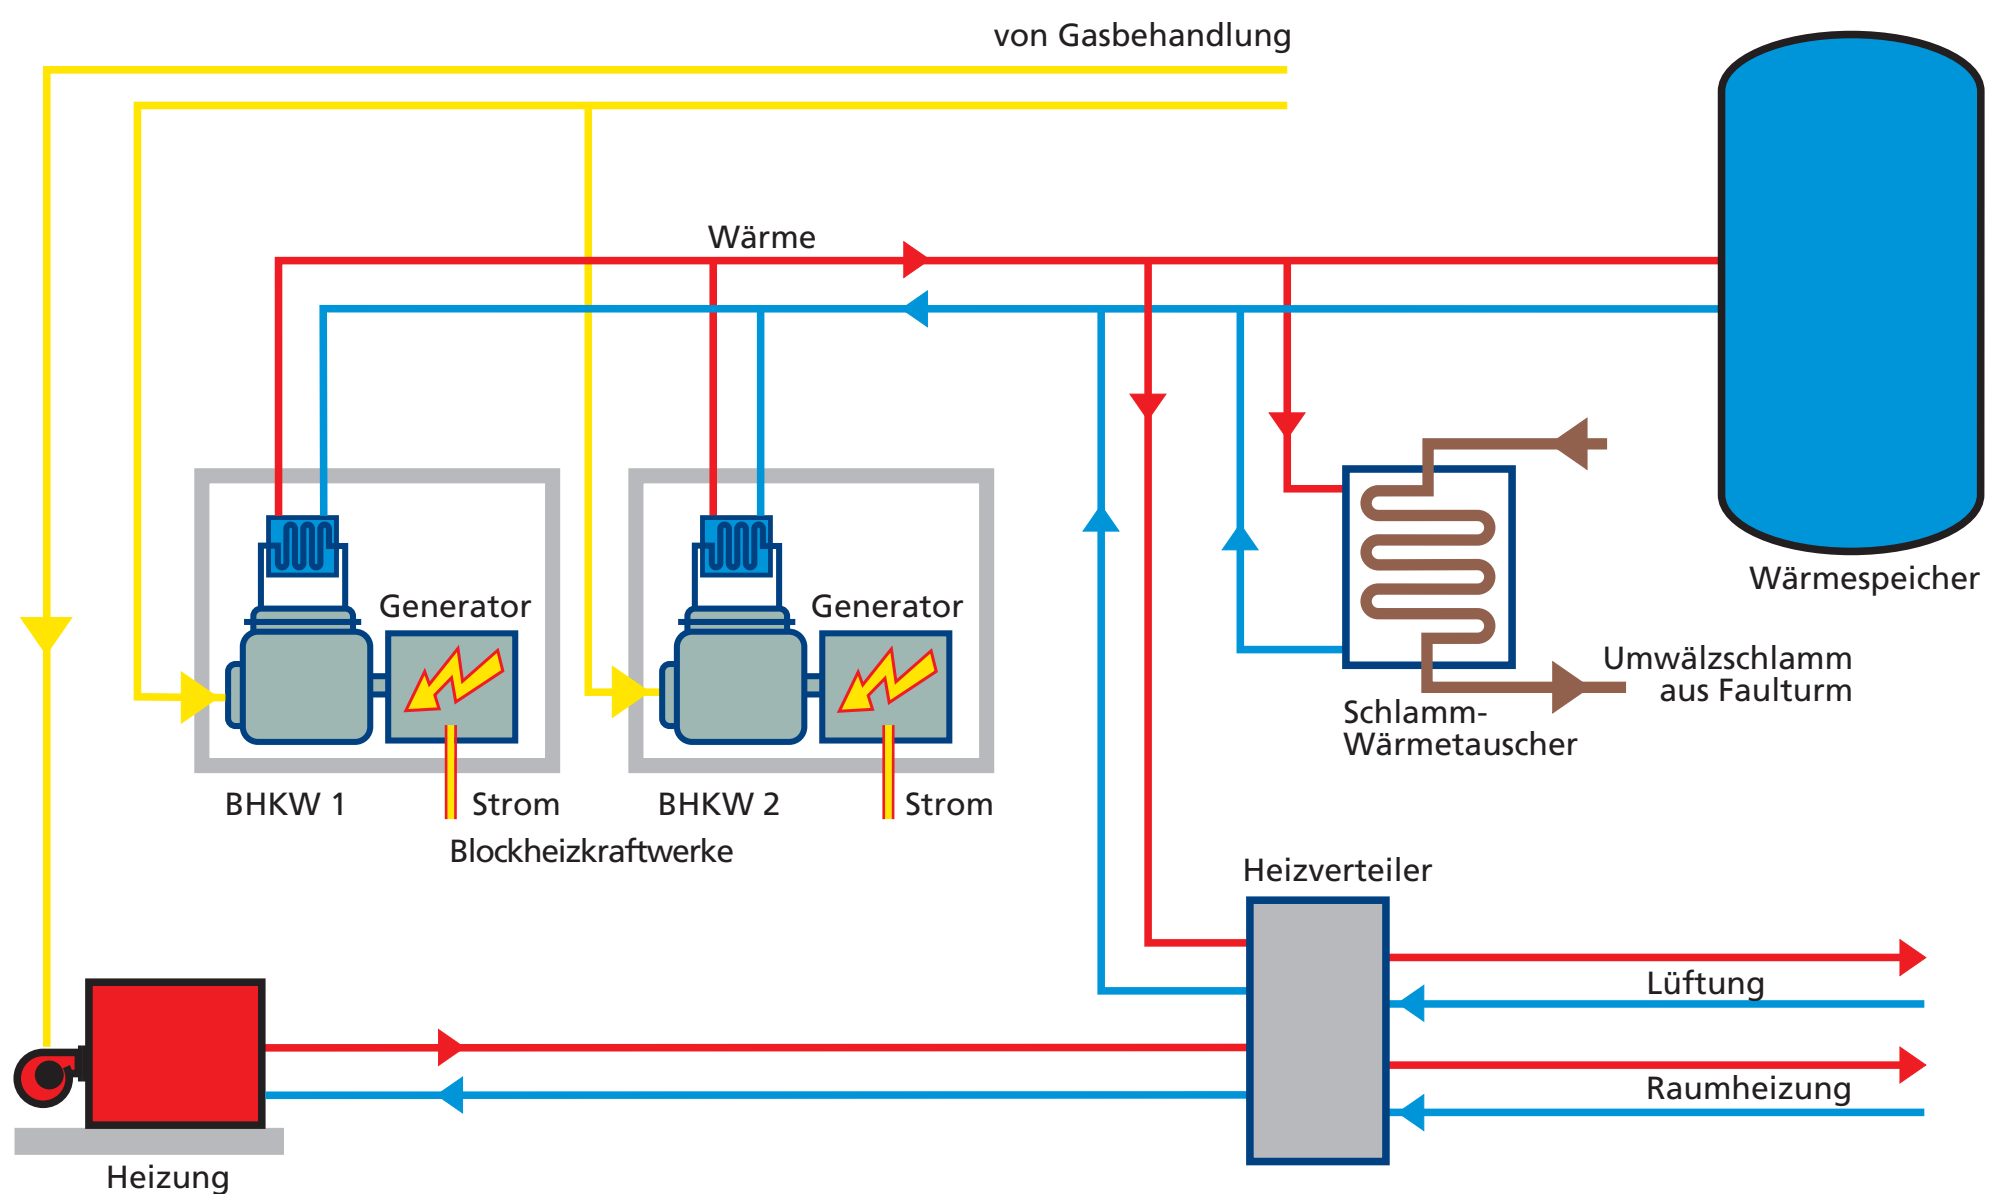 von Gasbehandlung
Wärme
Wärmespeicher
Generator
Generator
Umwälzschlamm
aus Faulturm
Schlamm-
Wärmetauscher
BHKW 1
Strom
BHKW 2
Strom
Blockheizkraftwerke
Heizverteiler
Lüftung
Raumheizung
Heizung